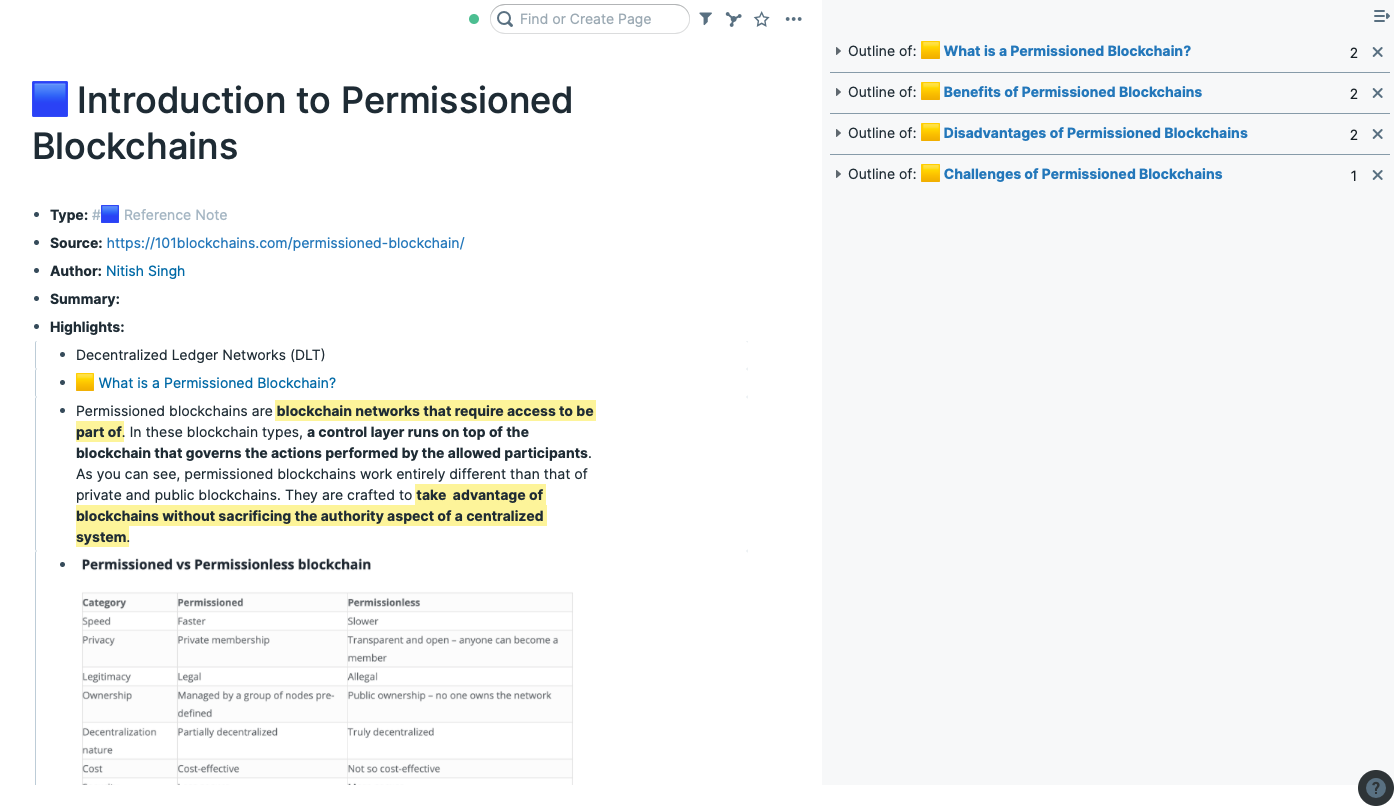 Find or Create Page
Introduction to Permissioned
Blockchains
Type: # Reference Note
Source: https://101blockchains.com/permissioned-blockchain/
Author: Nitish Singh
Summary:
Highlights:
Decentralized Ledger Networks (DLT)
What is a Permissioned Blockchain?
Permissioned blockchains are blockchain networks that require access to be
part of. In these blockchain types, a control layer runs on top of the
blockchain that governs the actions performed by the allowed participants.
As you can see, permissioned blockchains work entirely different than that of
private and public blockchains. They are crafted to take advantage of
blockchains without sacrificing the authority aspect of a centralized
system.
Permissioned vs Permissionless blockchain
Category Permissioned Permissionless
Speed Faster Slower
Privacy Private membership Transparent and open – anyone can become a
member
Legitimacy Legal Allegal
Ownership Managed by a group of nodes pre- Public ownership – no one owns the network
defined
Decentralization Partially decentralized Truly decentralized
nature
Cost Cost-effective Not so cost-effective
Outline of: What is a Permissioned Blockchain? 2
Outline of: Benefits of Permissioned Blockchains 2
Outline of: Disadvantages of Permissioned Blockchains 2
Outline of: Challenges of Permissioned Blockchains 1
?